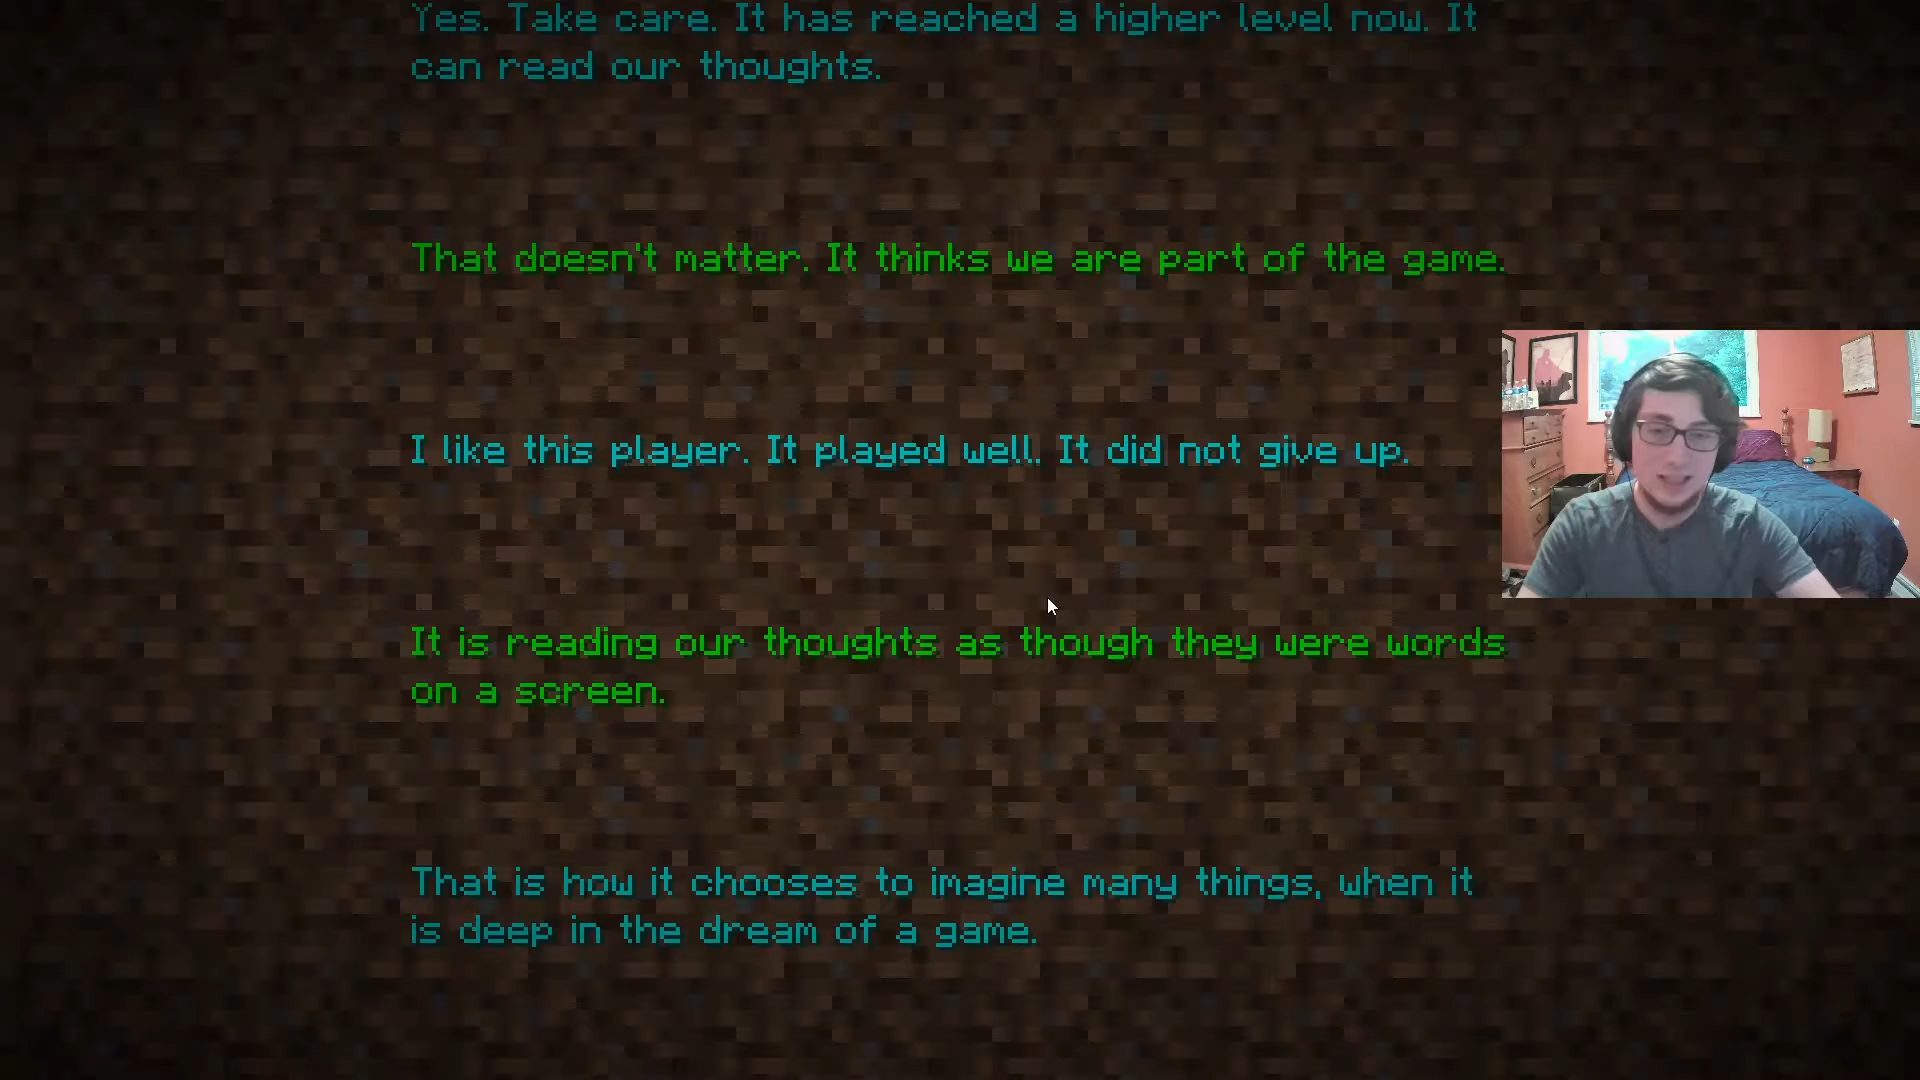 Yes. Take care. It has reached a higher level now. It
can read our thoughts.
That doesn't matter. It thinks we are part of the game.
I like this player. It played well. It did not give up.
It is reading our thoughts as though they were words
on a screen.
That is how it chooses to imagine many things, when it
is deep in the dream of a game.